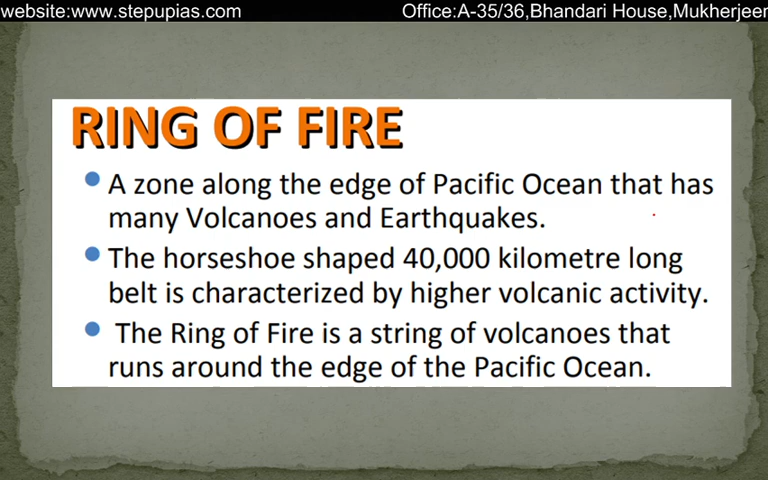 website:www.stepupias.com Office:A-35/36,Bhandari House,Mukherjeer
RING OF FIRE
A zone along the edge of Pacific Ocean that has
many Volcanoes and Earthquakes.
The horseshoe shaped 40,000 kilometre long
belt is characterized by higher volcanic activity.
The Ring of Fire is a string of volcanoes that
runs around the edge of the Pacific Ocean.